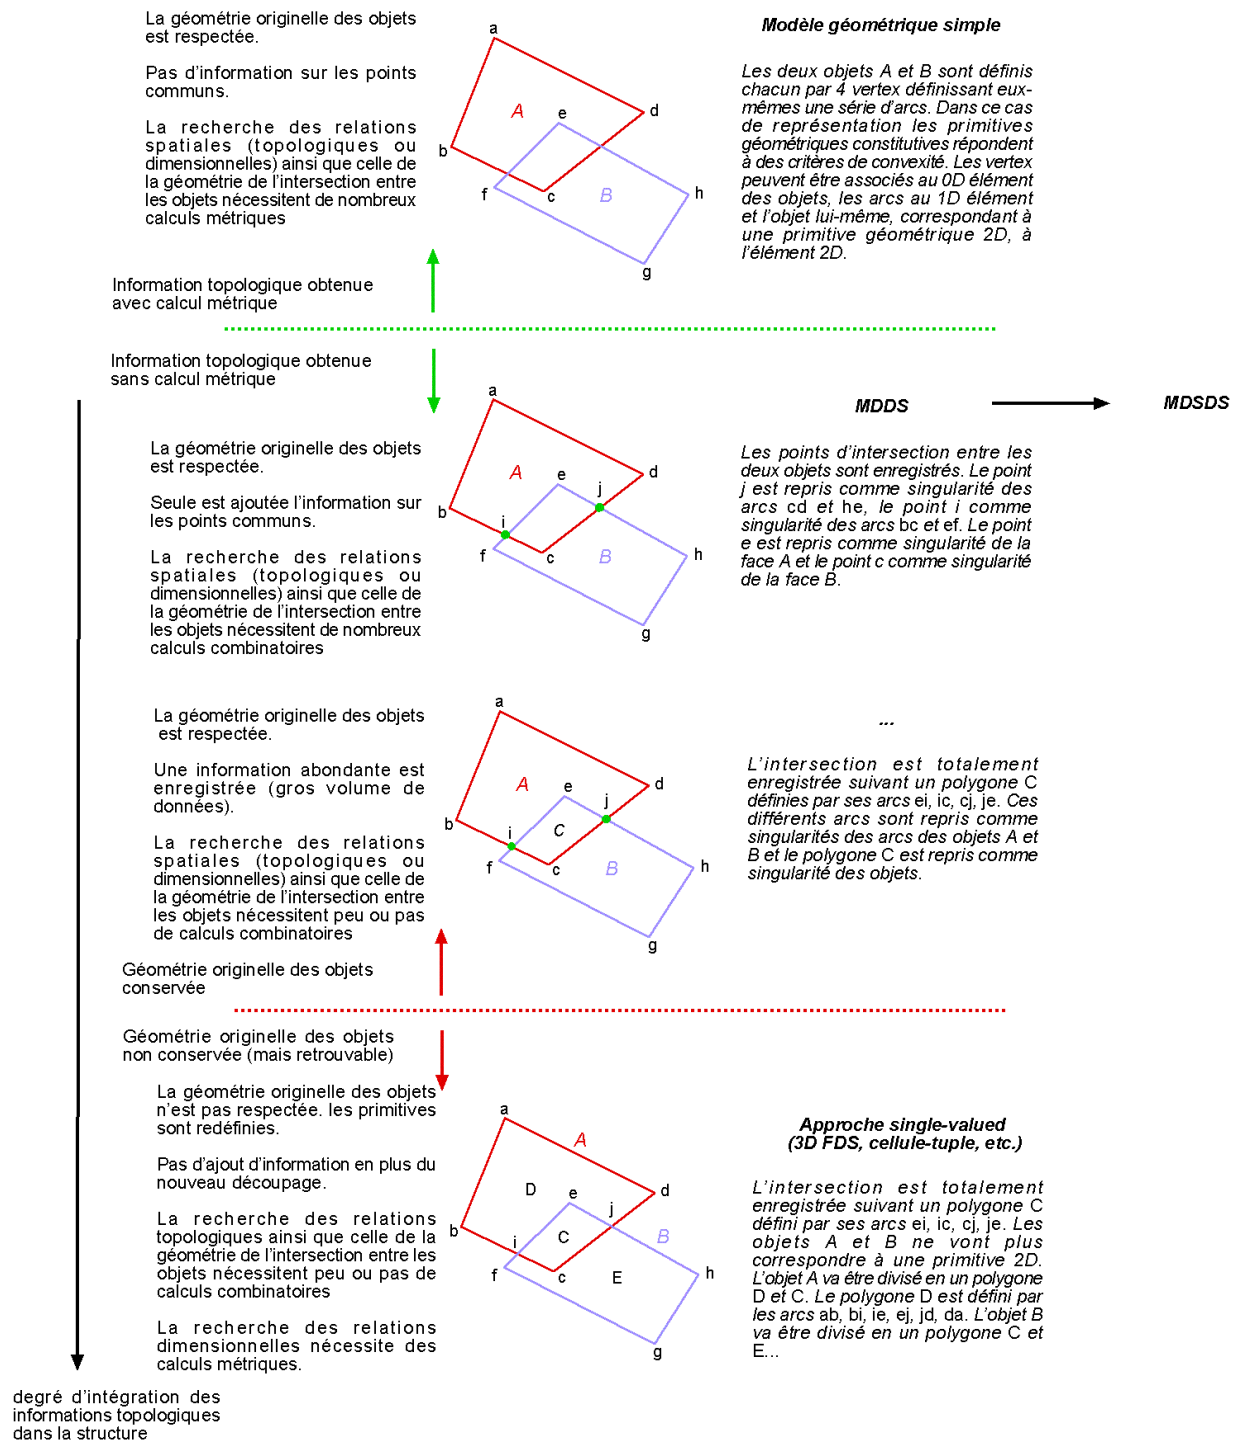 La géométrie originelle des objets
est respectée.
Pas d'information sur les points
communs.
La recherche des relations
spatiales (topologiques ou
dimensionnelles) ainsi que celle de
la géométrie de l'intersection entre
les objets nécessitent de nombreux
calculs métriques
a
A
e
d
b
f
c
B
h
g
Modèle géométrique simple
Les deux objets A et B sont définis
chacun par 4 vertex définissant eux-
mêmes une série d'arcs. Dans ce cas
de représentation les primitives
géométriques constitutives répondent
à des critères de convexité. Les vertex
peuvent être associés au 0D élément
des objets, les arcs au 1D élément
et l'objet lui-même, correspondant à
une primitive géométrique 2D, à
l'élément 2D.
Information topologique obtenue
avec calcul métrique
Information topologique obtenue
sans calcul métrique
La géométrie originelle des objets
est respectée.
Seule est ajoutée l'information sur
les points communs.
La recherche des relations
spatiales (topologiques ou
dimensionnelles) ainsi que celle de
la géométrie de l'intersection entre
les objets nécessitent de nombreux
calculs combinatoires
a
A
e
d
j
b
i
f
c
B
h
g
MDDS
MDSDS
Les points d'intersection entre les
deux objets sont enregistrés. Le point
j est repris comme singularité des
arcs cd et he, le point i comme
singularité des arcs bc et ef. Le point
e est repris comme singularité de la
face A et le point c comme singularité
de la face B.
La géométrie originelle des objets
est respectée.
Une information abondante est
enregistrée (gros volume de
données).
La recherche des relations
spatiales (topologiques ou
dimensionnelles) ainsi que celle de
la géométrie de l'intersection entre
les objets nécessitent peu ou pas
de calculs combinatoires
a
A
e
d
j
b
i
C
f
c
B
h
g
...
L'intersection est totalement
enregistrée suivant un polygone C
définies par ses arcs ei, ic, cj, je. Ces
différents arcs sont repris comme
singularités des arcs des objets A et
B et le polygone C est repris comme
singularité des objets.
Géométrie originelle des objets
conservée
Géométrie originelle des objets
non conservée (mais retrouvable)
La géométrie originelle des objets
n'est pas respectée. les primitives
sont redéfinies.
Pas d'ajout d'information en plus du
nouveau découpage.
La recherche des relations
topologiques ainsi que celle de la
géométrie de l'intersection entre les
objets nécessitent peu ou pas de
calculs combinatoires
La recherche des relations
dimensionnelles nécessite des
calculs métriques.
a
A
D
e
d
j
b
i
C
B
f
c
E
h
g
Approche single-valued
(3D FDS, cellule-tuple, etc.)
L'intersection est totalement
enregistrée suivant un polygone C
défini par ses arcs ei, ic, cj, je. Les
objets A et B ne vont plus
correspondre à une primitive 2D.
L'objet A va être divisé en un polygone
D et C. Le polygone D est défini par
les arcs ab, bi, ie, ej, jd, da. L'objet B
va être divisé en un polygone C et
E...
degré d'intégration des
informations topologiques
dans la structure